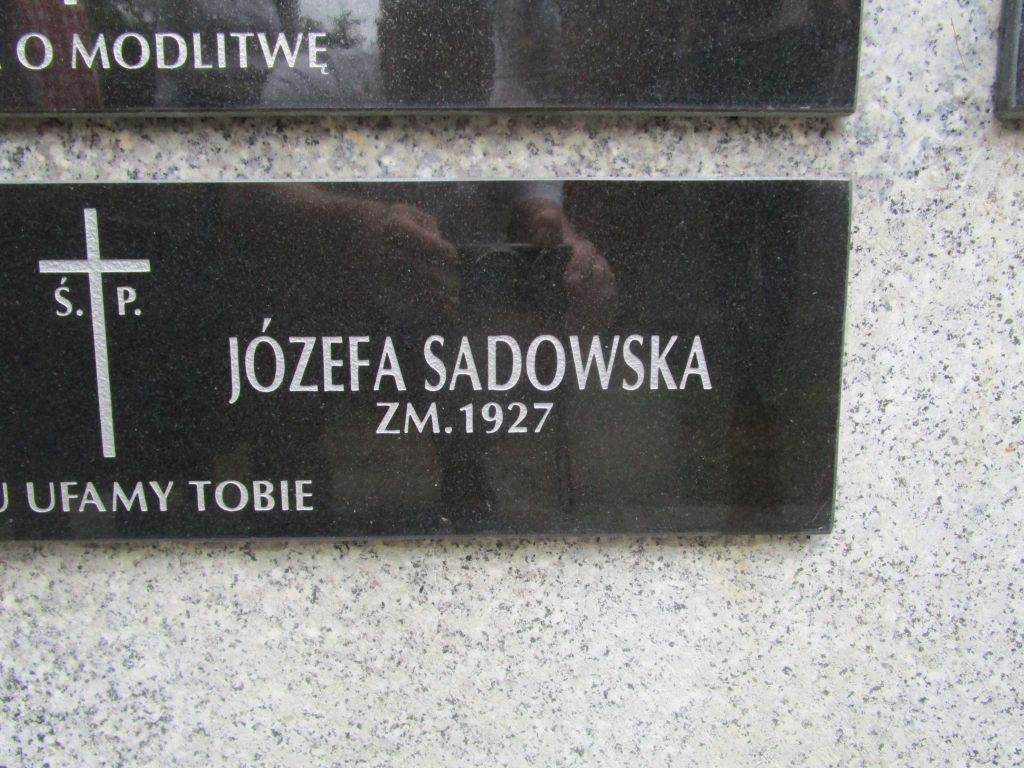 O MODLITWĘ
Ś. P.
JÓZEFA SADOWSKA
ZM.1927
UFAMY TOBIE